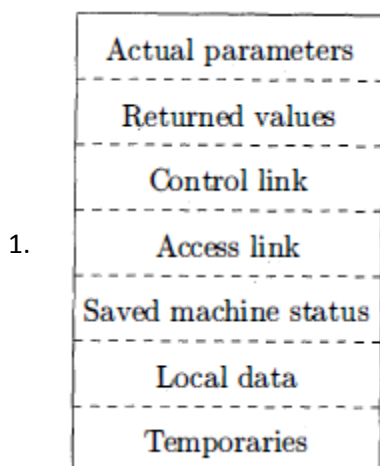 Actual parameters
Returned values
Control link
1.
Access link
Saved machine status
Local data
Temporaries